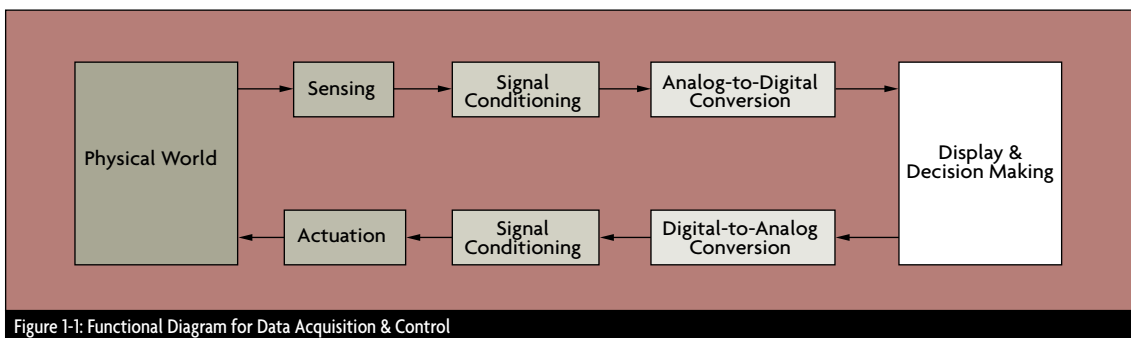 Physical World
Sensing
Signal
Conditioning
Analog-to-Digital
Conversion
Display &
Decision Making
Actuation
Signal
Conditioning
Digital-to-Analog
Conversion
Figure 1-1: Functional Diagram for Data Acquisition & Control